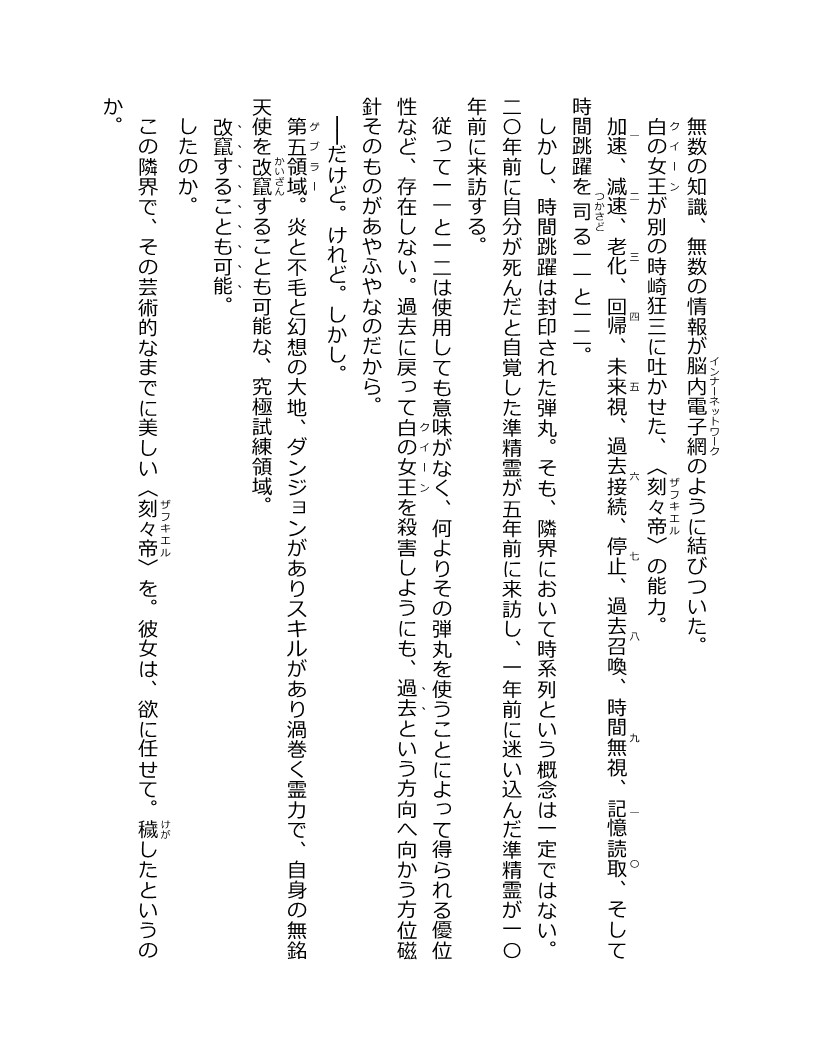 無数の知識、無数の情報が脳内電子網のように結びついた。
白の女王が別の時崎狂三に吐かせた、〈刻々帝〉の能力。
加速、減速、老化、回帰、未来視、過去接続、停止、過去召喚、時間無視、記憶読取、そして
時間跳躍を司る一一と一二。
しかし、時間跳躍は封印された弾丸。そも、隣界において時系列という概念は一定ではない。
二〇年前に自分が死んだと自覚した準精霊が五年前に来訪し、一年前に迷い込んだ準精霊が一〇
年前に来訪する。
従って一一と一二は使用しても意味がなく、何よりその弾丸を使うことによって得られる優位
性など、存在しない。過去に戻って白の女王を殺害しようにも、過去という方向へ向かう方位磁
針そのものがあやふやなのだから。
――だけど。けれど。しかし。
第五領域。炎と不毛と幻想の大地、ダンジョンがありスキルがあり渦巻く霊力で、自身の無銘
天使を改竄することも可能な、究極試練領域。
改竄することも可能。
したのか。
この隣界で、その芸術的なまでに美しい〈刻々帝〉を。彼女は、欲に任せて。穢したというの
か。